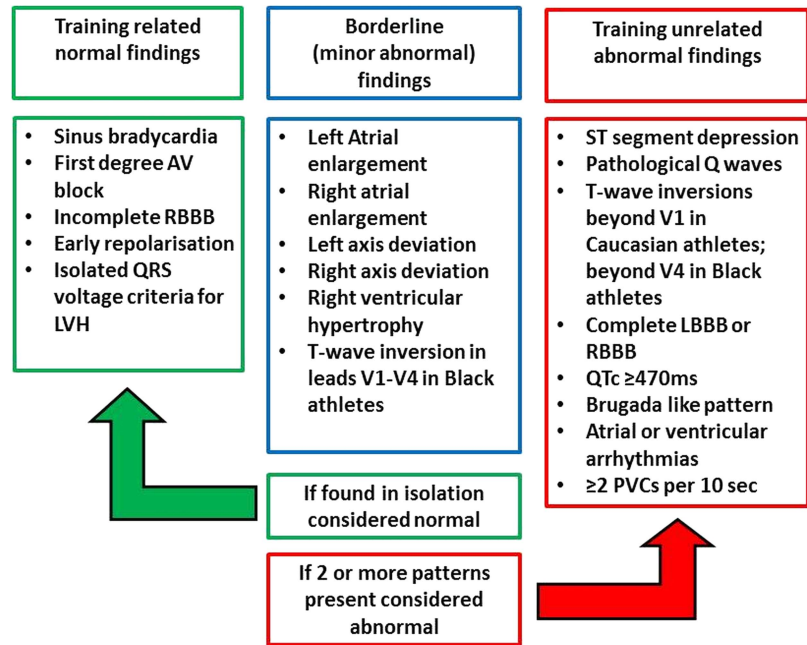 Training related
normal findings
Borderline
(minor abnormal)
findings
Training unrelated
abnormal findings
• Sinus bradycardia
• First degree AV
block
• Incomplete RBBB
• Early repolarisation
• Isolated QRS
voltage criteria for
LVH
• Left Atrial
enlargement
• Right atrial
enlargement
• Left axis deviation
• Right axis deviation
• Right ventricular
hypertrophy
• T-wave inversion in
leads V1-V4 in Black
athletes
• ST segment depression
• Pathological Q waves
• T-wave inversions
beyond V1 in
Caucasian athletes;
beyond V4 in Black
athletes
• Complete LBBB or
RBBB
• QTc ≥470ms
• Brugada like pattern
• Atrial or ventricular
arrhythmias
• ≥2 PVCs per 10 sec
If found in isolation
considered normal
If 2 or more patterns
present considered
abnormal